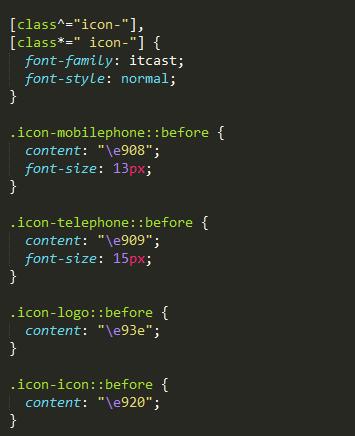 [class^="icon-"],
[class*=" icon-"] {
  font-family: itcast;
  font-style: normal;
}

.icon-mobilephone::before {
  content: "\e908";
  font-size: 13px;
}

.icon-telephone::before {
  content: "\e909";
  font-size: 15px;
}

.icon-logo::before {
  content: "\e93e";
}

.icon-icon::before {
  content: "\e920";
}